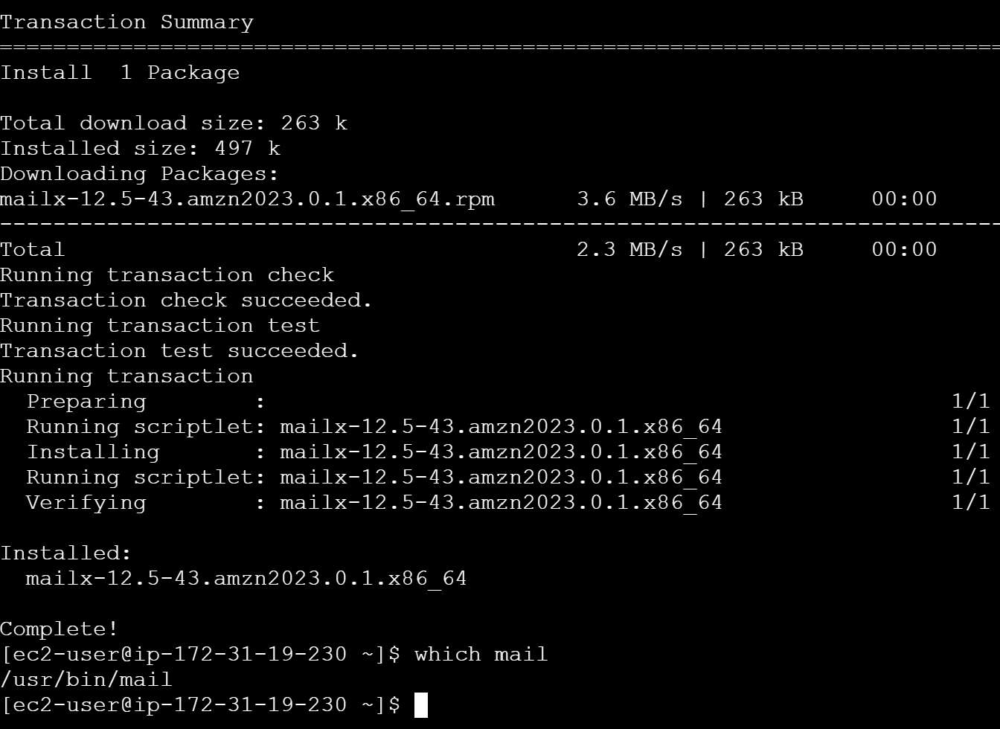 Transaction Summary
================================================================================
Install  1 Package

Total download size: 263 k
Installed size: 497 k
Downloading Packages:
mailx-12.5-43.amzn2023.0.1.x86_64.rpm      3.6 MB/s | 263 kB     00:00
--------------------------------------------------------------------------------
Total                                      2.3 MB/s | 263 kB     00:00
Running transaction check
Transaction check succeeded.
Running transaction test
Transaction test succeeded.
Running transaction
  Preparing        :                                                   1/1
  Running scriptlet: mailx-12.5-43.amzn2023.0.1.x86_64                 1/1
  Installing       : mailx-12.5-43.amzn2023.0.1.x86_64                 1/1
  Running scriptlet: mailx-12.5-43.amzn2023.0.1.x86_64                 1/1
  Verifying        : mailx-12.5-43.amzn2023.0.1.x86_64                 1/1

Installed:
  mailx-12.5-43.amzn2023.0.1.x86_64

Complete!
[ec2-user@ip-172-31-19-230 ~]$ which mail
/usr/bin/mail
[ec2-user@ip-172-31-19-230 ~]$